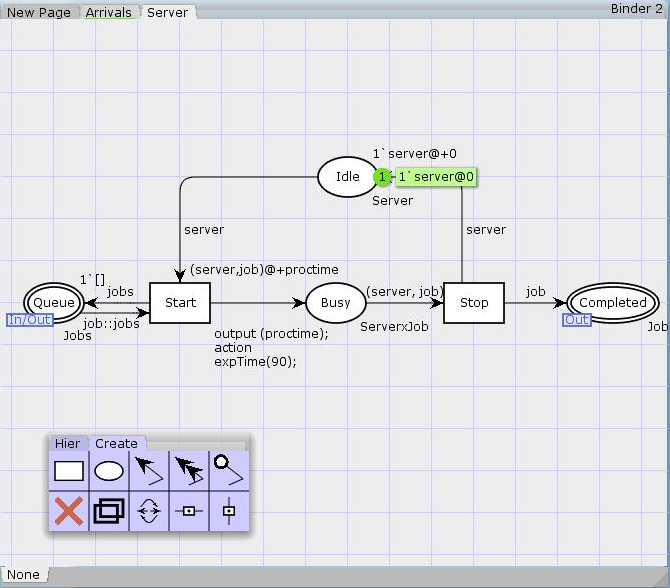 New Page Arrivals Server
Binder 2
1`server@+0
Idle
1
1`server@0
Server
server
server
(server,job)@+proctime
1`[]
jobs
(server, job)
job
Queue
Start
Busy
Stop
Completed
In/Out
job::jobs
Jobs
ServerxJob
Out
Job
output (proctime);
action
expTime(90);
Hier Create
None